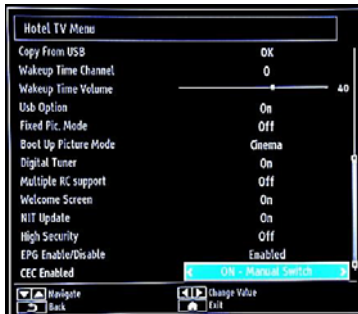 Hotel TV Menu
Copy From USB OK
Wakeup Time Channel 0
Wakeup Time Volume 40
Usb Option On
Fixed Pic. Mode Off
Boot Up Picture Mode Cinema
Digital Tuner On
Multiple RC support Off
Welcome Screen On
NIT Update On
High Security Off
EPG Enable/Disable Enabled
CEC Enabled ON - Manual Switch
Navigate Change Value
Back Exit